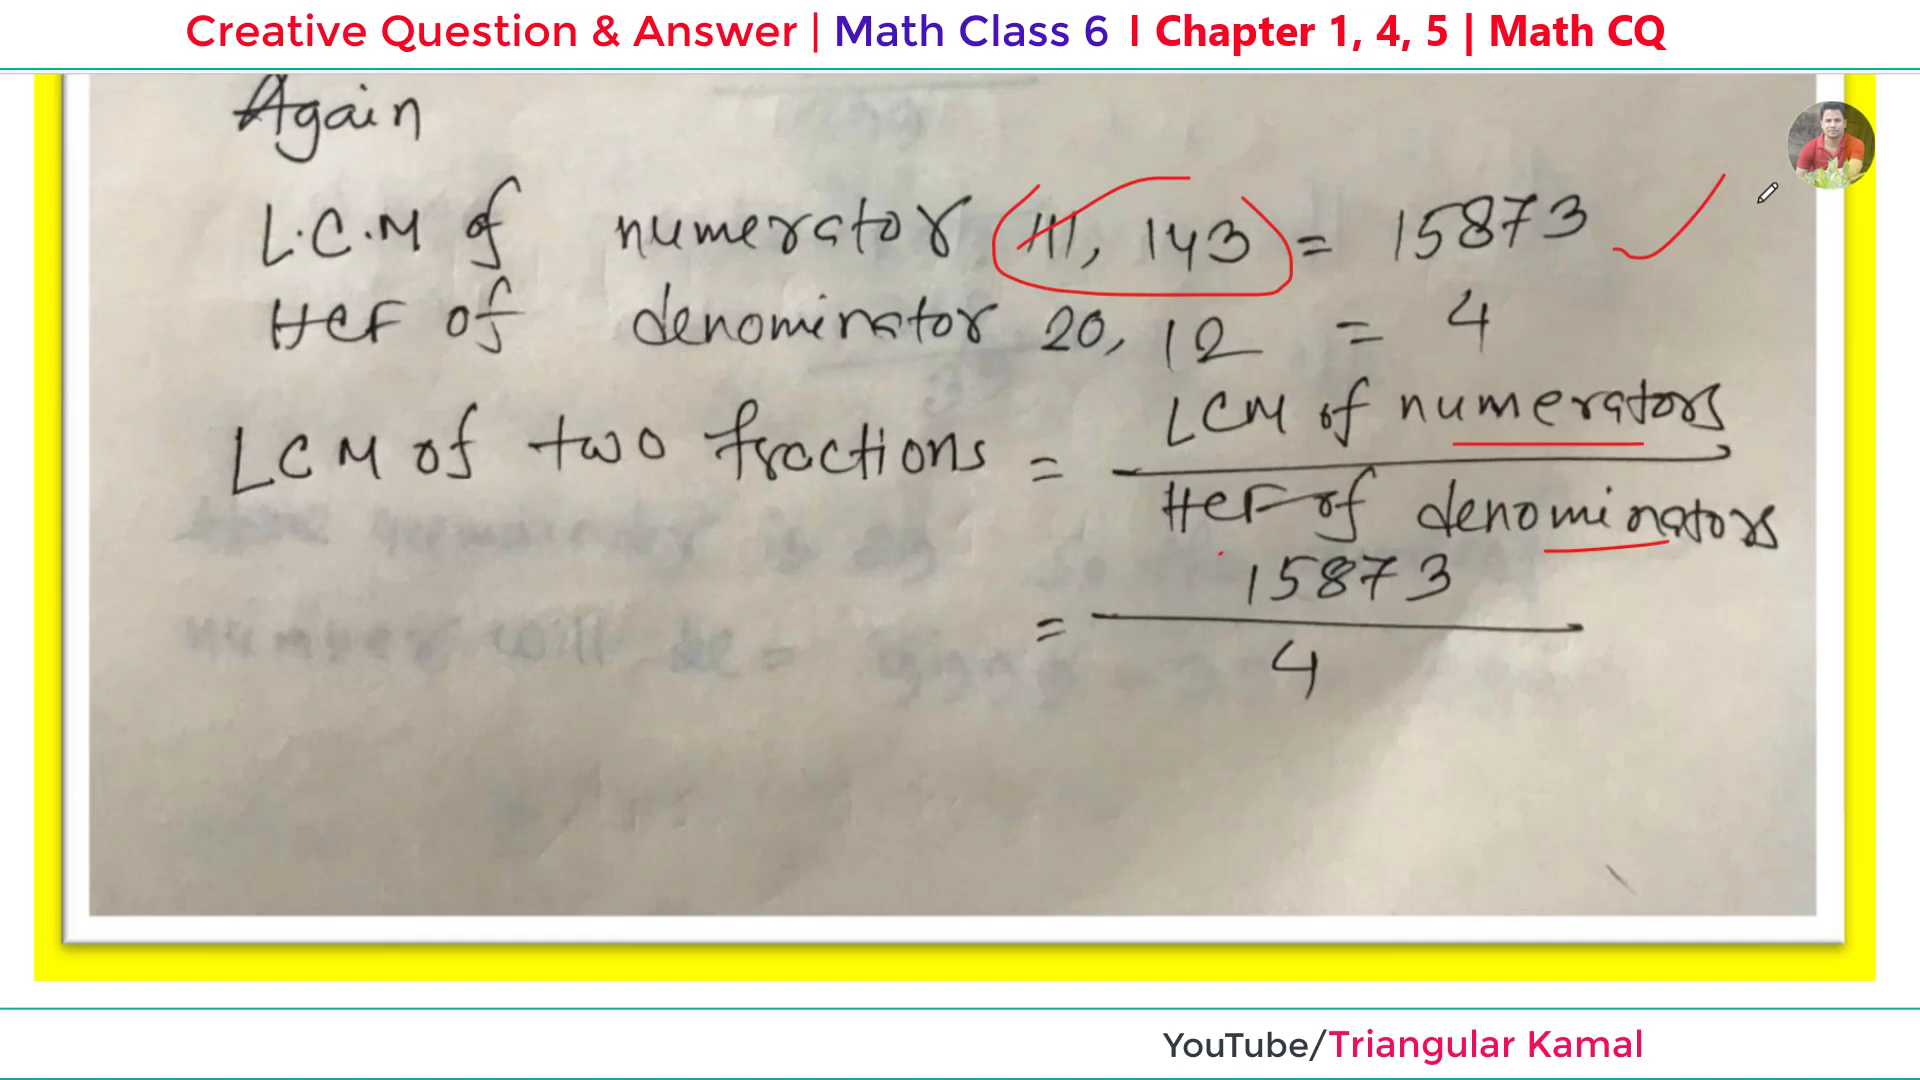 Creative Question & Answer | Math Class 6 I Chapter 1, 4, 5 | Math CQ
Again
L.C.M of numerator 111, 143 = 15873
HCF of denominator 20, 12 = 4
LCM of two fractions = LCM of numerators
HCF of denominators
= 15873
4
YouTube/Triangular Kamal